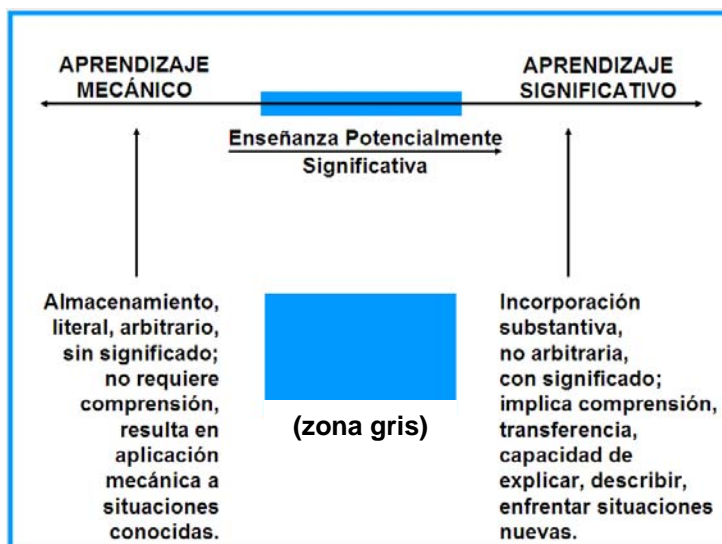 APRENDIZAJE
MECÁNICO
APRENDIZAJE
SIGNIFICATIVO
Enseñanza Potencialmente
Significativa
Almacenamiento,
literal, arbitrario,
sin significado;
no requiere
comprensión,
resulta en
aplicación
mecánica a
situaciones
conocidas.
(zona gris)
Incorporación
substantiva,
no arbitraria,
con significado;
implica comprensión,
transferencia,
capacidad de
explicar, describir,
enfrentar situaciones
nuevas.